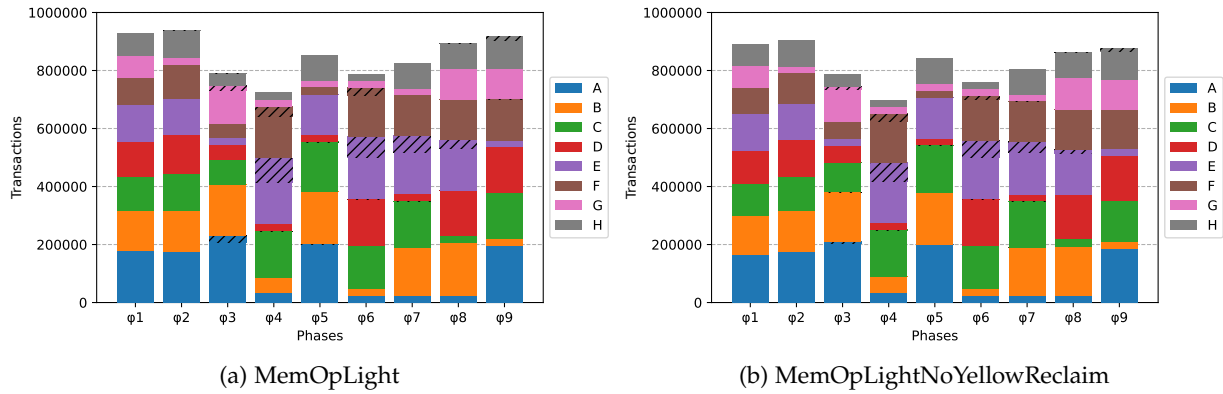 1000000
800000
600000
400000
200000
0
Transactions
φ1 φ2 φ3 φ4 φ5 φ6 φ7 φ8 φ9
Phases
A
B
C
D
E
F
G
H
(a) MemOpLight
1000000
800000
600000
400000
200000
0
Transactions
φ1 φ2 φ3 φ4 φ5 φ6 φ7 φ8 φ9
Phases
A
B
C
D
E
F
G
H
(b) MemOpLightNoYellowReclaim